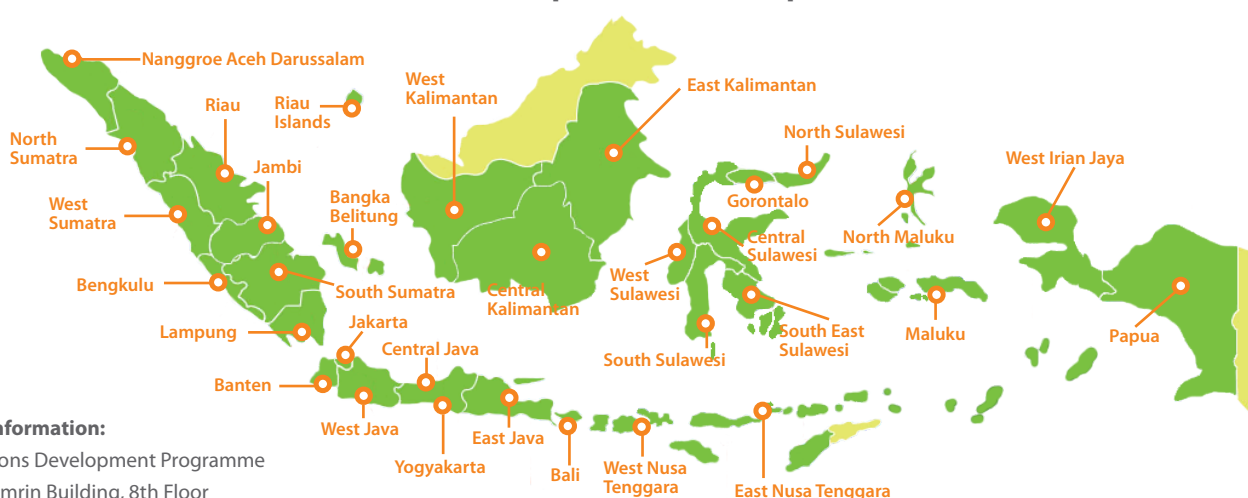 Nanggroe Aceh Darussalam
North
Sumatra
Riau
Riau
Islands
West
Kalimantan
East Kalimantan
North Sulawesi
West Irian Jaya
Jambi
West
Sumatra
Bangka
Belitung
Gorontalo
Central
Sulawesi
North Maluku
Bengkulu
South Sumatra
Central
Kalimantan
West
Sulawesi
South East
Sulawesi
Maluku
Papua
Lampung
Jakarta
Central Java
South Sulawesi
Banten
West Java
Yogyakarta
East Java
Bali
West Nusa
Tenggara
East Nusa Tenggara
nformation:
ons Development Programme
mrin Building, 8th Floor